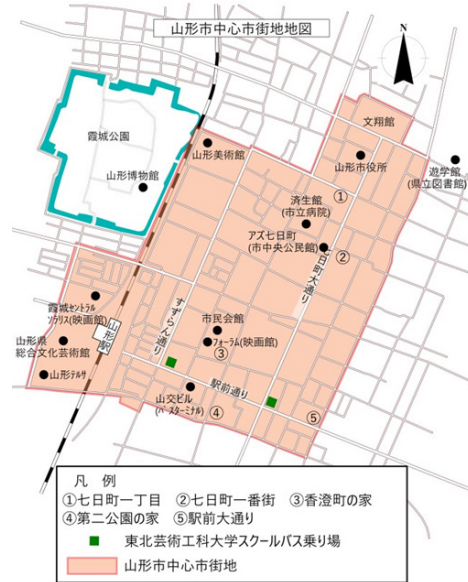 山形市中心市街地地図
N
文翔館
霞城公園
山形美術館
山形市役所
遊学館
(県立図書館)
山形博物館
①
済生館
(市立病院)
アズ七日町
(市中央公民館)
②
七日町大通り
すずらん通り
霞城セントラル
ソラリス(映画館)
市民会館
フォーラム(映画館)
③
山形駅
山形県
総合文化芸術館
駅前通り
山形テルサ
山交ビル
(バスターミナル)
④
⑤
凡 例
①七日町一丁目 ②七日町一番街 ③香澄町の家
④第二公園の家 ⑤駅前大通り
東北芸術工科大学スクールバス乗り場
山形市中心市街地